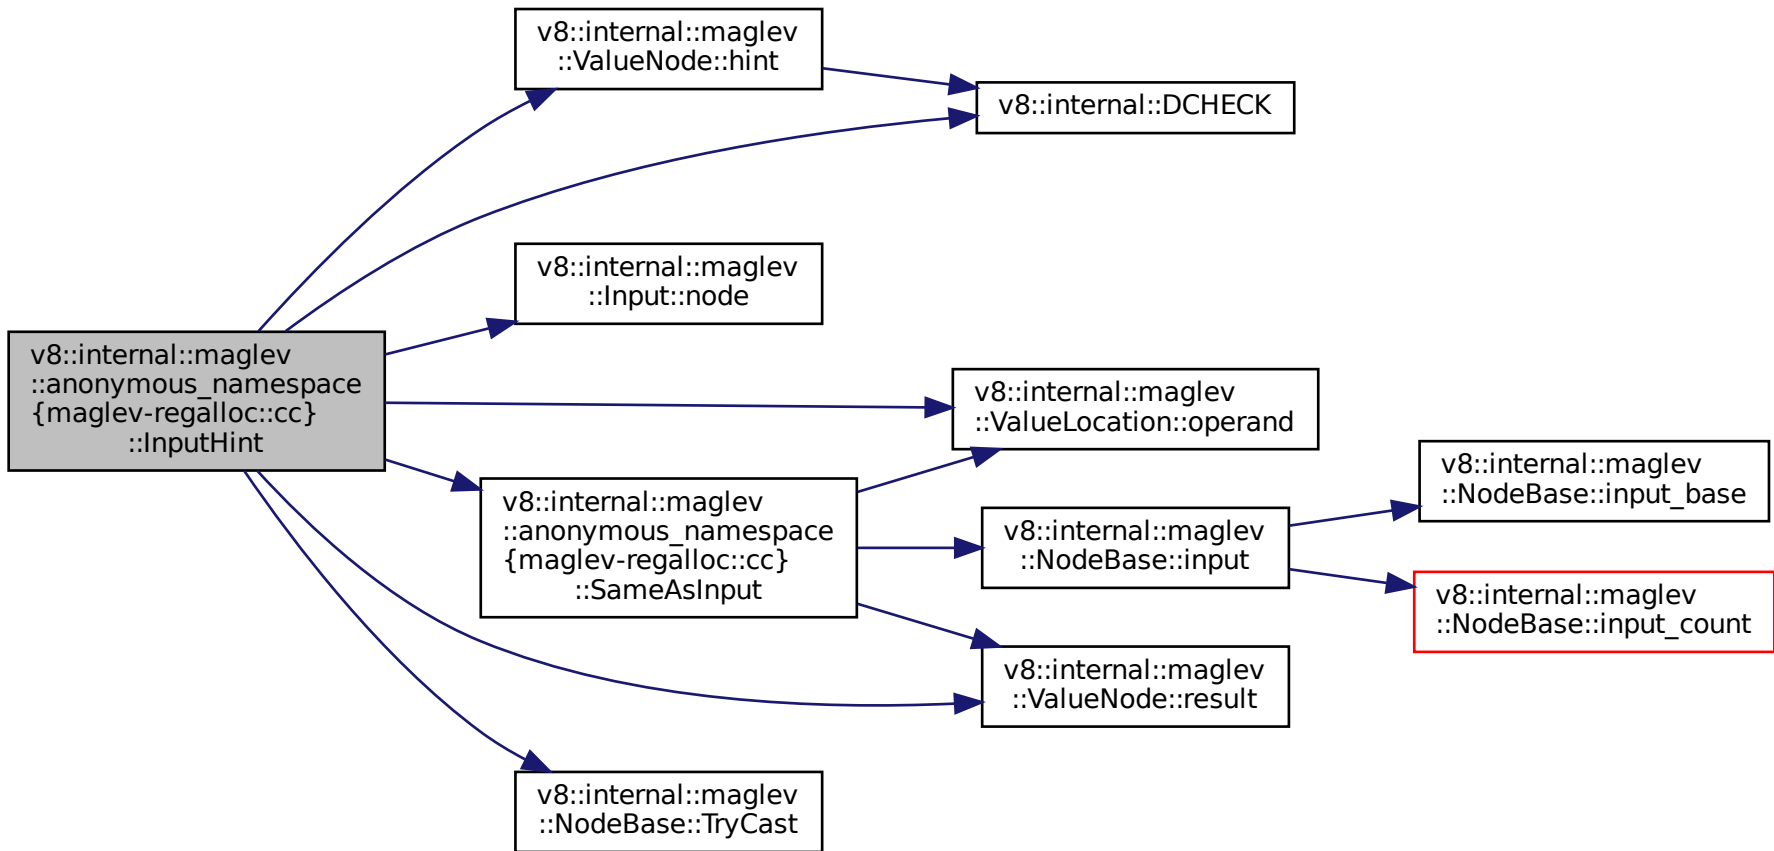 v8::internal::maglev
::ValueNode::hint
v8::internal::DCHECK
v8::internal::maglev
::Input::node
v8::internal::maglev
::anonymous_namespace
{maglev-regalloc::cc}
::InputHint
v8::internal::maglev
::ValueLocation::operand
v8::internal::maglev
::anonymous_namespace
{maglev-regalloc::cc}
::SameAsInput
v8::internal::maglev
::NodeBase::input
v8::internal::maglev
::NodeBase::input_base
v8::internal::maglev
::NodeBase::input_count
v8::internal::maglev
::ValueNode::result
v8::internal::maglev
::NodeBase::TryCast